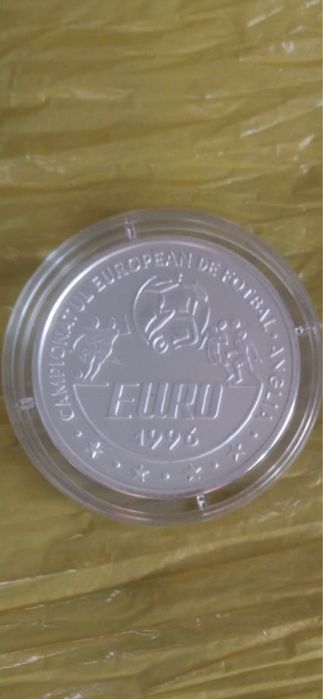 CAMPIONATUL EUROPEAN DE FOTBAL · ANGLIA ·
EURO
1996